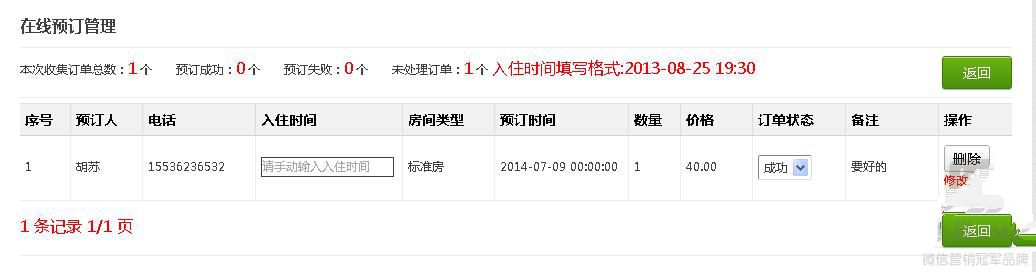 在线预订管理
本次收集订单总数：1个 预订成功：0个 预订失败：0个 未处理订单：1个 入住时间填写格式:2013-08-25 19:30
返回
序号 预订人 电话 入住时间 房间类型 预订时间 数量 价格 订单状态 备注 操作
1 胡苏 15536236532 请手动输入入住时间 标准房 2014-07-09 00:00:00 1 40.00 成功 要好的 删除
修改
1 条记录 1/1 页
返回
微信营销冠军品牌